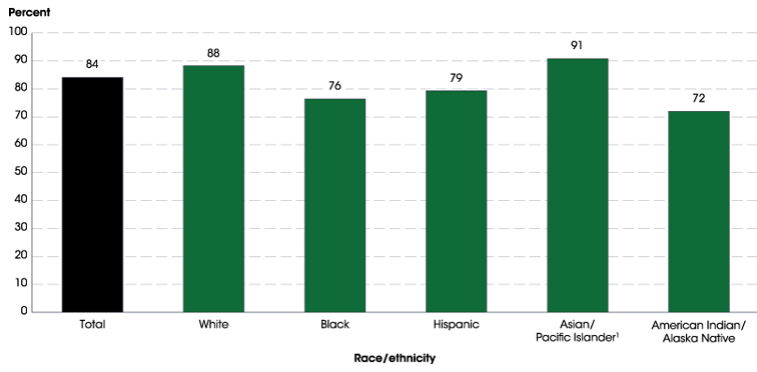 Percent
100
90
80
70
60
50
40
30
20
10
0
84
88
76
79
91
72
Total
White
Black
Hispanic
Asian/
Pacific Islander¹
American Indian/
Alaska Native
Race/ethnicity